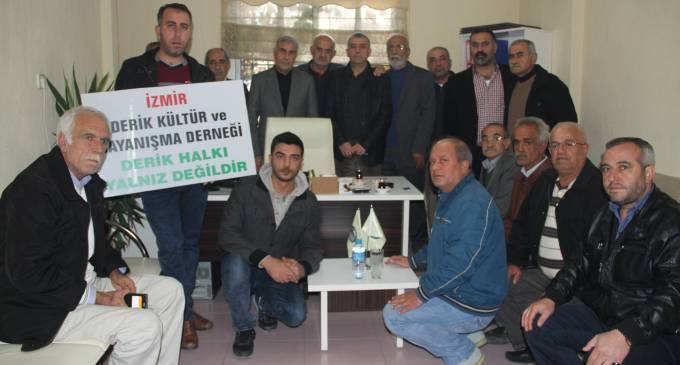 İZMİR
DERİK KÜLTÜR ve
DAYANIŞMA DERNEĞİ
DERİK HALKI
YALNIZ DEĞİLDİR